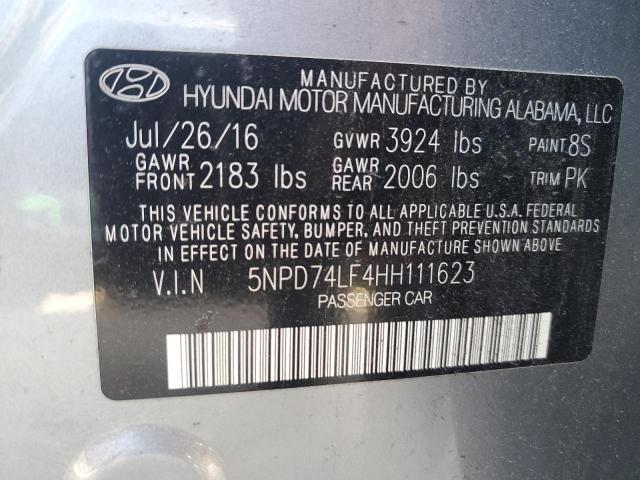 MANUFACTURED BY
HYUNDAI MOTOR MANUFACTURING ALABAMA, LLC
Jul/26/16 GVWR 3924 lbs PAINT 8S
GAWR FRONT 2183 lbs GAWR REAR 2006 lbs TRIM PK
THIS VEHICLE CONFORMS TO ALL APPLICABLE U.S.A. FEDERAL
MOTOR VEHICLE SAFETY, BUMPER, AND THEFT PREVENTION STANDARDS
IN EFFECT ON THE DATE OF MANUFACTURE SHOWN ABOVE
V.I.N 5NPD74LF4HH111623
PASSENGER CAR